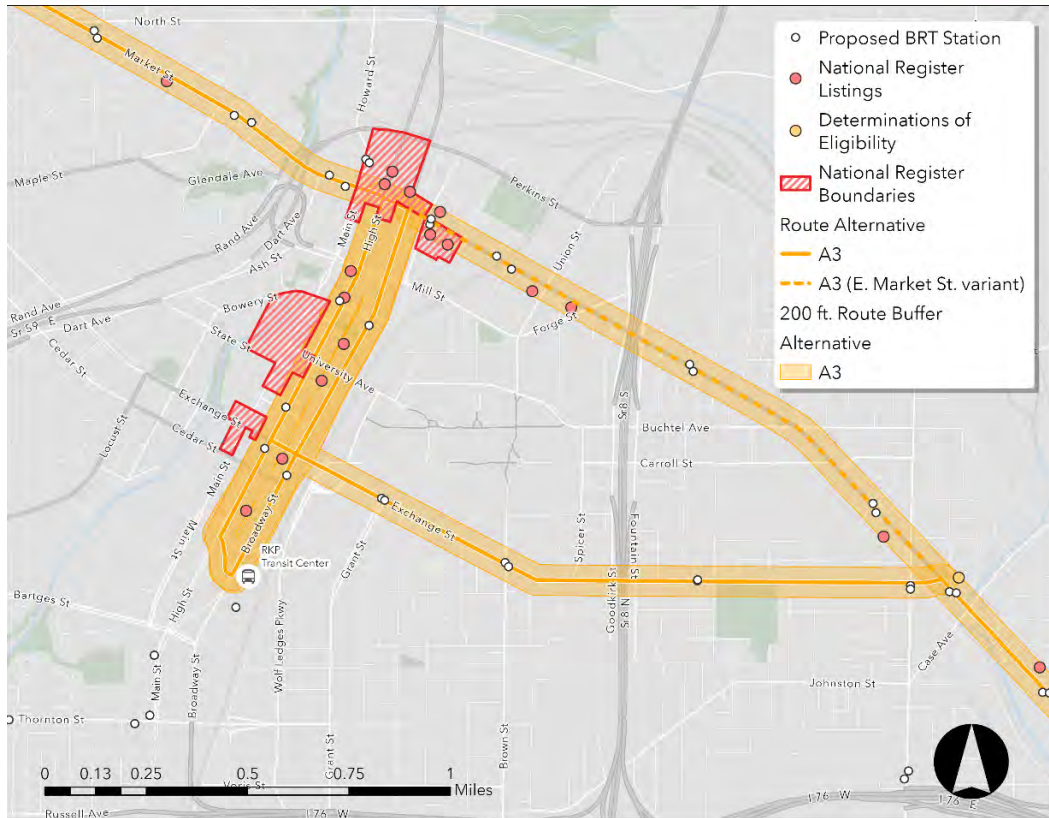 North St
Market St
Howard St
Maple St
Glendale Ave
Perkins St
Rand Ave
Dart Ave
Main St
High St
Ash St
Union St
Mill St
Bowery St
Rand Ave
Sr 59 E
Dart Ave
Forge St
State St
Cedar St
University Ave
Exchange St
Cedar St
Locust St
Main St
Buchtel Ave
Carroll St
Exchange St
Broadway St
Main St
RKP
Transit Center
Grant St
Spicer St
Fountain St
Goodkirk St
Bartges St
High St
Wolf Ledges Pkwy
Case Ave
Main St
Broadway St
Johnston St
Thornton St
Grant St
Brown St
Voris St
Russell Ave
I 76 W
I 76 W
I 76 E
0 0.13 0.25 0.5 0.75 1
Miles
Proposed BRT Station
National Register
Listings
Determinations of
Eligibility
National Register
Boundaries
Route Alternative
A3
A3 (E. Market St. variant)
200 ft. Route Buffer
Alternative
A3